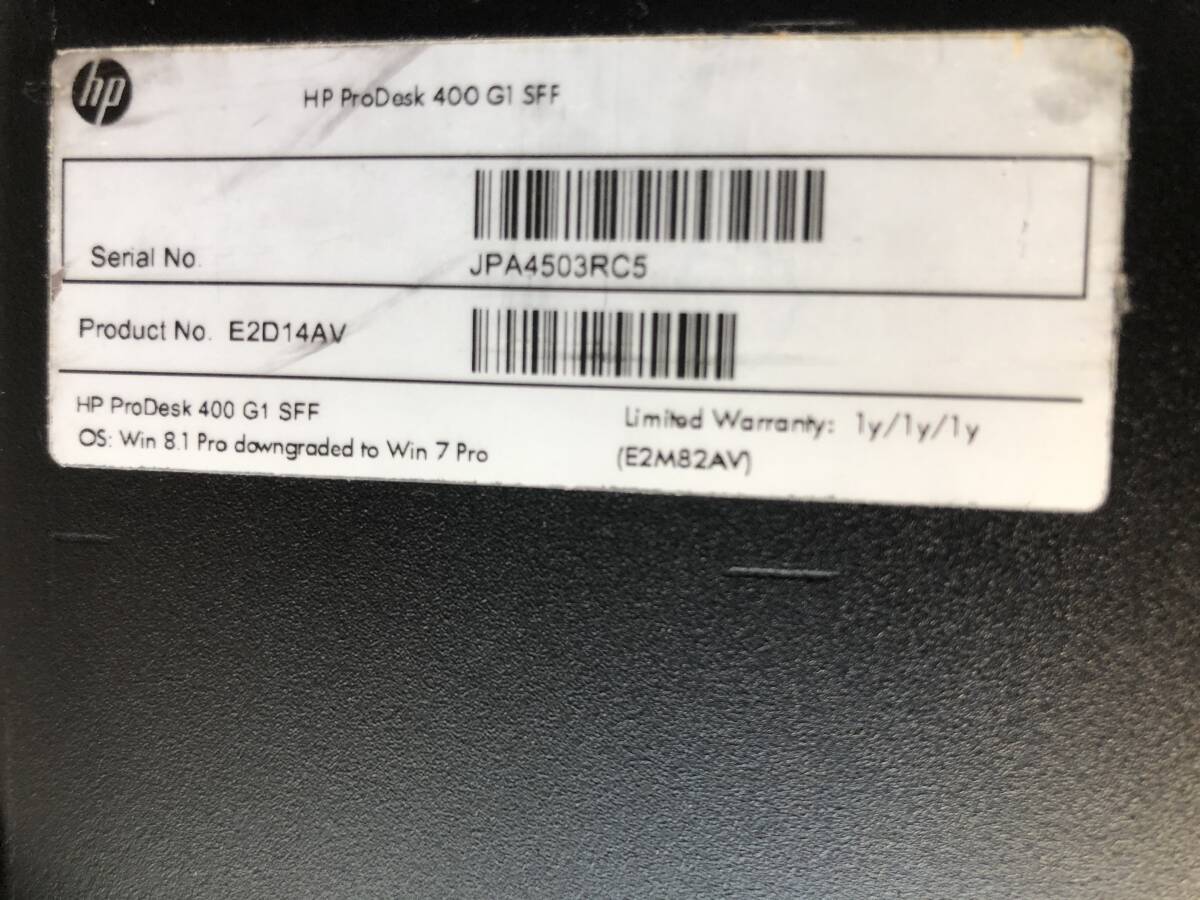 hp
HP ProDesk 400 G1 SFF
Serial No.
JPA4503RC5
Product No. E2D14AV
HP ProDesk 400 G1 SFF
OS: Win 8.1 Pro downgraded to Win 7 Pro
Limited Warranty: 1y/1y/1y
(E2M82AV)